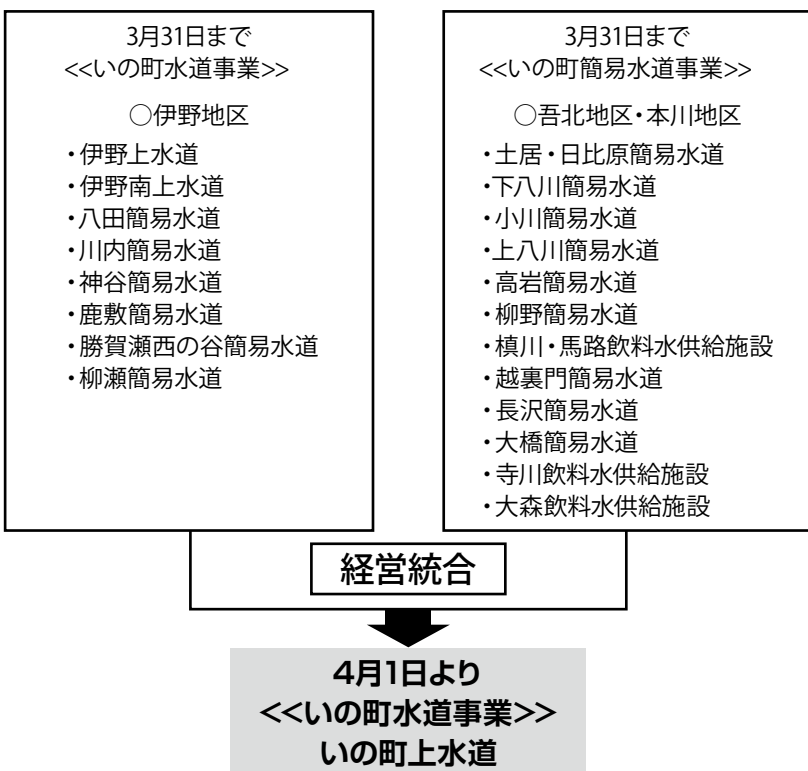 3月31日まで
<<いの町水道事業>>
○伊野地区
・伊野上水道
・伊野南上水道
・八田簡易水道
・川内簡易水道
・神谷簡易水道
・鹿敷簡易水道
・勝賀瀬西の谷簡易水道
・柳瀬簡易水道
3月31日まで
<<いの町簡易水道事業>>
○吾北地区・本川地区
・土居・日比原簡易水道
・下八川簡易水道
・小川簡易水道
・上八川簡易水道
・高岩簡易水道
・柳野簡易水道
・槙川・馬路飲料水供給施設
・越裏門簡易水道
・長沢簡易水道
・大橋簡易水道
・寺川飲料水供給施設
・大森飲料水供給施設
経営統合
4月1日より
<<いの町水道事業>>
いの町上水道